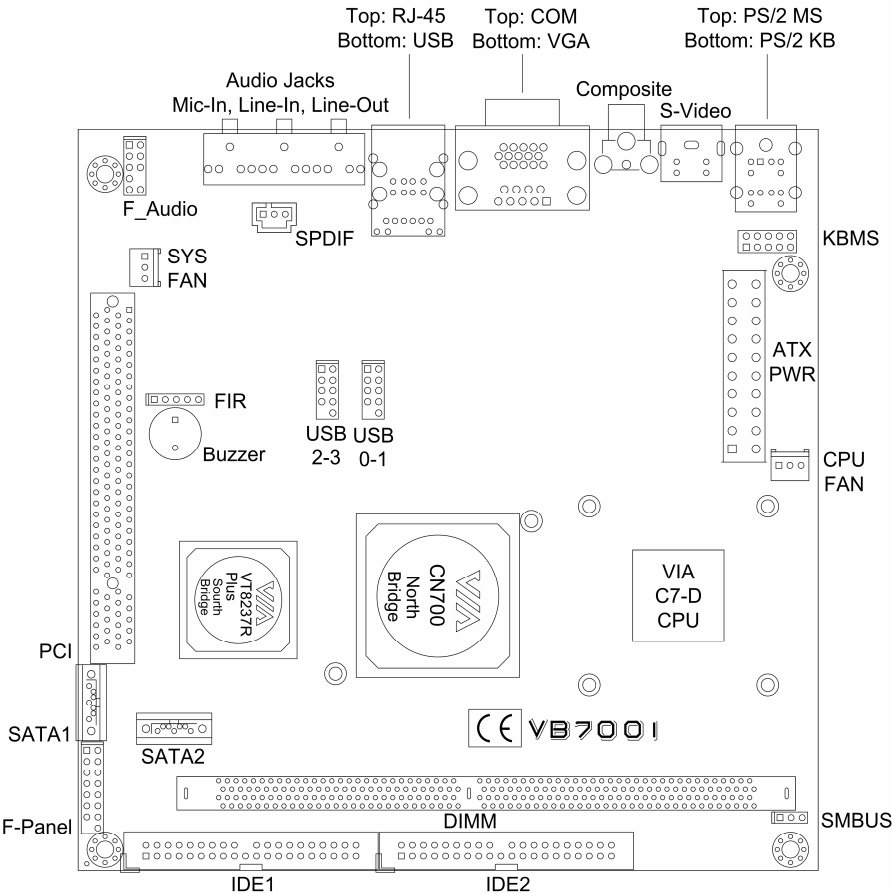 Top: RJ-45
Bottom: USB
Top: COM
Bottom: VGA
Top: PS/2 MS
Bottom: PS/2 KB
Audio Jacks
Mic-In, Line-In, Line-Out
Composite
S-Video
F_Audio
SPDIF
KBMS
SYS
FAN
ATX
PWR
FIR
Buzzer
USB
2-3
USB
0-1
CPU
FAN
VIA
VT8237R
Plus
Sourth
Bridge
VIA
CN700
North
Bridge
VIA
C7-D
CPU
PCI
SATA1
SATA2
CE
VB7001
F-Panel
DIMM
SMBUS
IDE1
IDE2